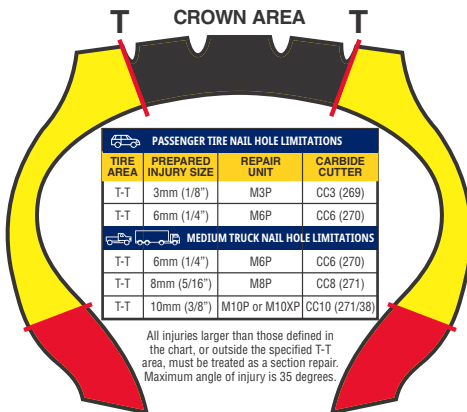 T CROWN AREA T
PASSENGER TIRE NAIL HOLE LIMITATIONS
TIRE AREA PREPARED INJURY SIZE REPAIR UNIT CARBIDE CUTTER
T-T 3mm (1/8") M3P CC3 (269)
T-T 6mm (1/4") M6P CC6 (270)
MEDIUM TRUCK NAIL HOLE LIMITATIONS
T-T 6mm (1/4") M6P CC6 (270)
T-T 8mm (5/16") M8P CC8 (271)
T-T 10mm (3/8") M10P or M10XP CC10 (271/38)
All injuries larger than those defined in
the chart, or outside the specified T-T
area, must be treated as a section repair.
Maximum angle of injury is 35 degrees.